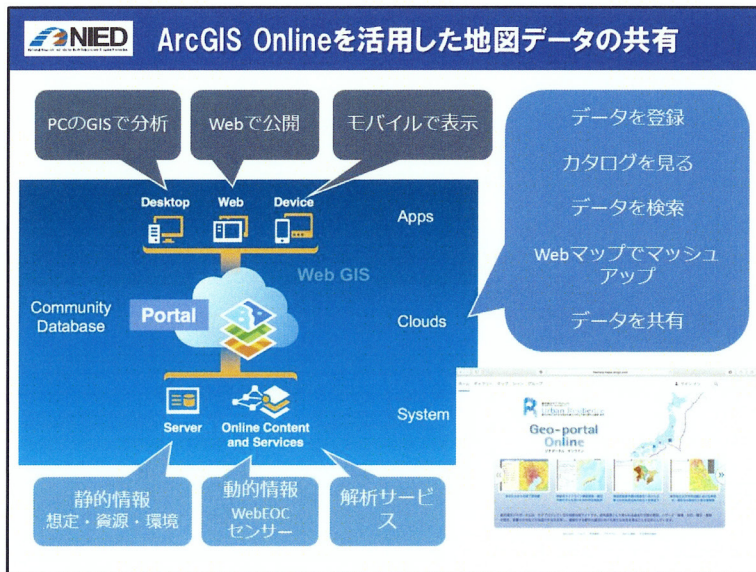 NIED
ArcGIS Onlineを活用した地図データの共有
PCのGISで分析
Webで公開
モバイルで表示
データを登録
カタログを見る
データを検索
Webマップでマッシュ
アップ
データを共有
Desktop
Web
Device
Apps
Web GIS
Community
Database
Portal
Clouds
Server
Online Content
and Services
System
静的情報
想定・資源・環境
動的情報
WebEOC
センサー
解析サービ
ス
Urban Resilience
Geo-portal
Online